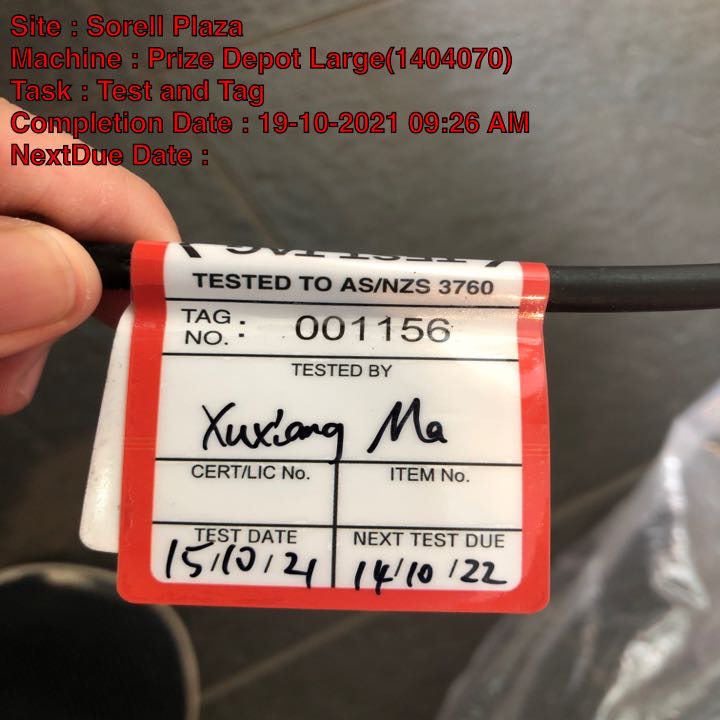 Site : Sorell Plaza
Machine : Prize Depot Large(1404070)
Task : Test and Tag
Completion Date : 19-10-2021 09:26 AM
NextDue Date :
TEST TAG
TESTED TO AS/NZS 3760
TAG NO. : 001156
TESTED BY
Xuxiang Ma
CERT/LIC No. ITEM No.
TEST DATE NEXT TEST DUE
15/10/21 14/10/22